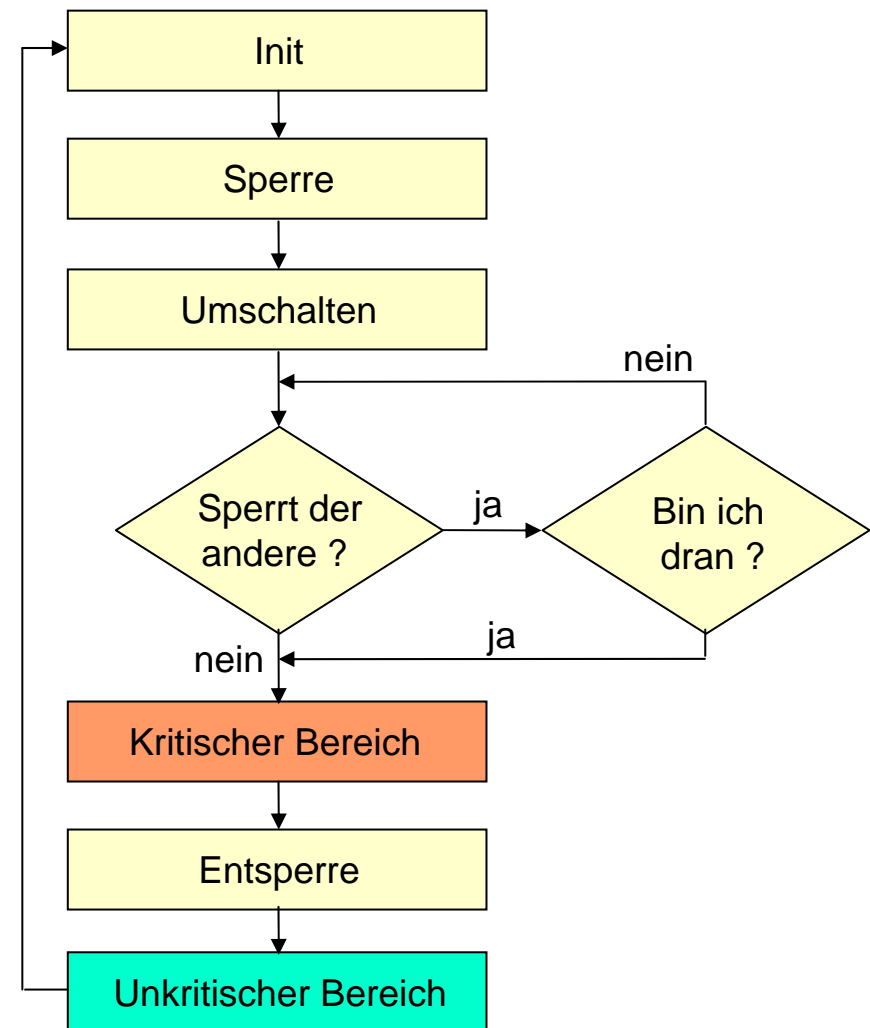 Init
Sperre
Umschalten
nein
Sperrt der
andere ?
ja
Bin ich
dran ?
nein
ja
Kritischer Bereich
Entsperre
Unkritischer Bereich